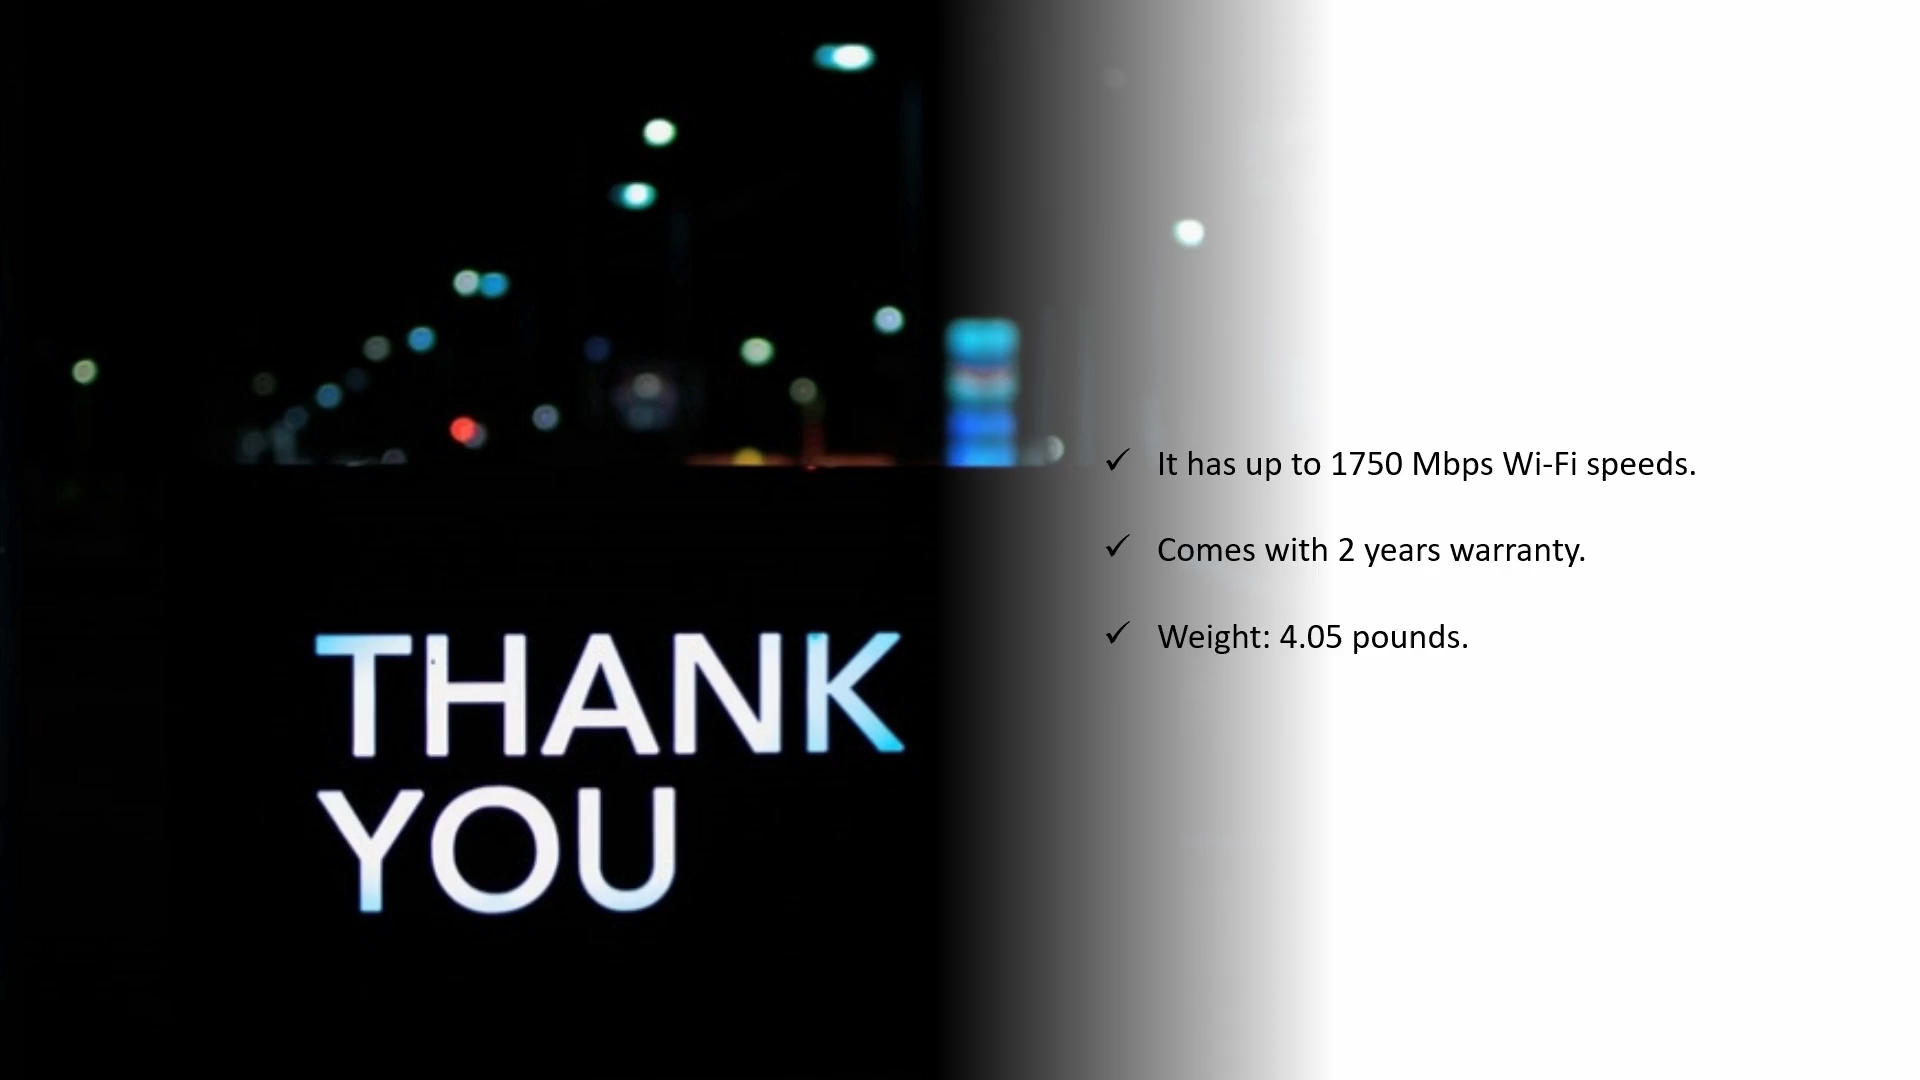 It has up to 1750 Mbps Wi-Fi speeds.
Comes with 2 years warranty.
Weight: 4.05 pounds.
THANK
YOU